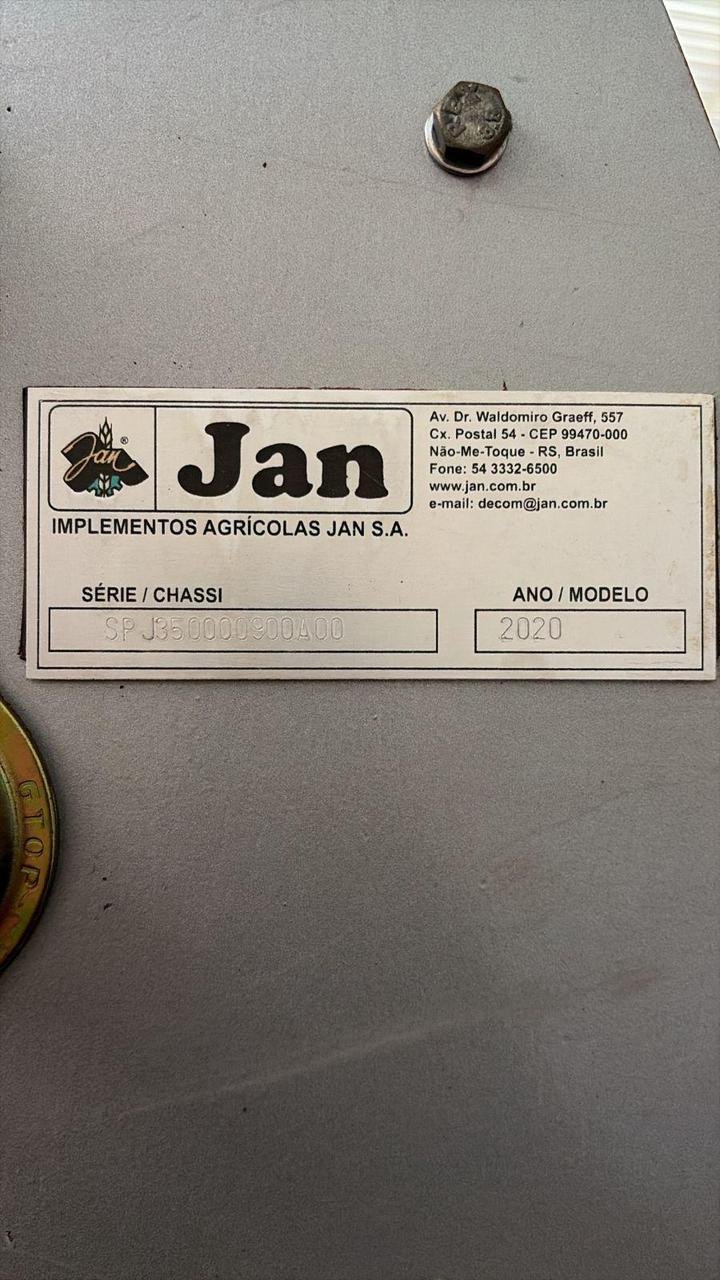 Jan
Jan
IMPLEMENTOS AGRÍCOLAS JAN S.A.
Av. Dr. Waldomiro Graeff, 557
Cx. Postal 54 - CEP 99470-000
Não-Me-Toque - RS, Brasil
Fone: 54 3332-6500
www.jan.com.br
e-mail: decom@jan.com.br
SÉRIE / CHASSI
SPJ350000900A00
ANO / MODELO
2020